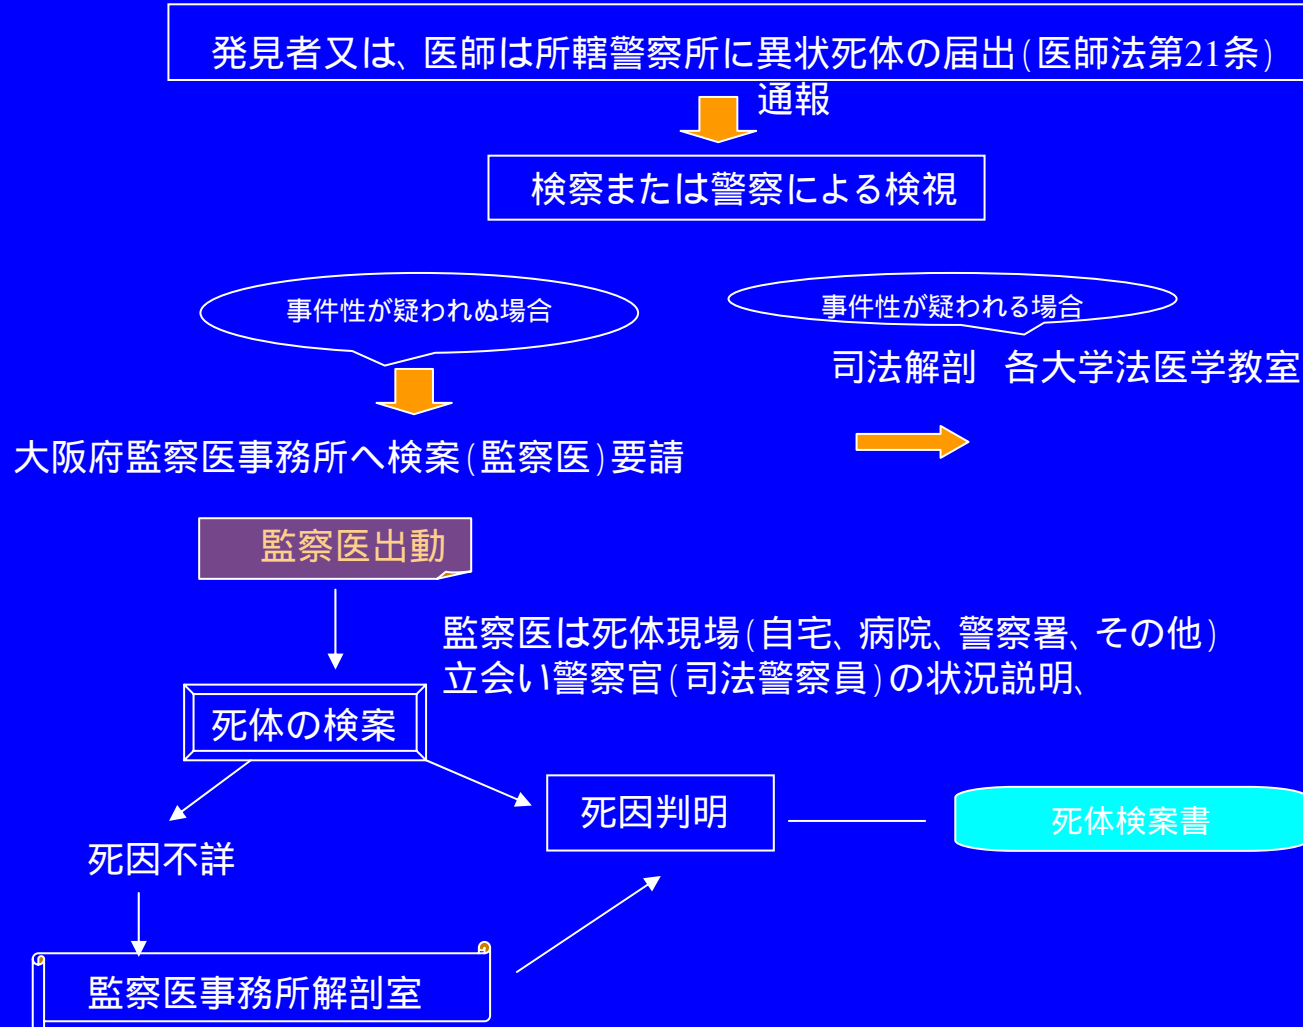 発見者又は、医師は所轄警察所に異状死体の届出(医師法第21条)
通報
検察または警察による検視
事件性が疑われぬ場合
事件性が疑われる場合
司法解剖 各大学法医学教室
大阪府監察医事務所へ検案(監察医)要請
監察医出動
監察医は死体現場(自宅、病院、警察署、その他)
立会い警察官(司法警察員)の状況説明、
死体の検案
死因判明
死体検案書
死因不詳
監察医事務所解剖室